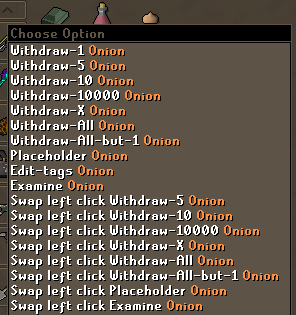 Choose Option
Withdraw-1 Onion
Withdraw-5 Onion
Withdraw-10 Onion
Withdraw-10000 Onion
Withdraw-X Onion
Withdraw-All Onion
Withdraw-All-but-1 Onion
Placeholder Onion
Edit-tags Onion
Examine Onion
Swap left click Withdraw-5 Onion
Swap left click Withdraw-10 Onion
Swap left click Withdraw-10000 Onion
Swap left click Withdraw-X Onion
Swap left click Withdraw-All Onion
Swap left click Withdraw-All-but-1 Onion
Swap left click Placeholder Onion
Swap left click Examine Onion